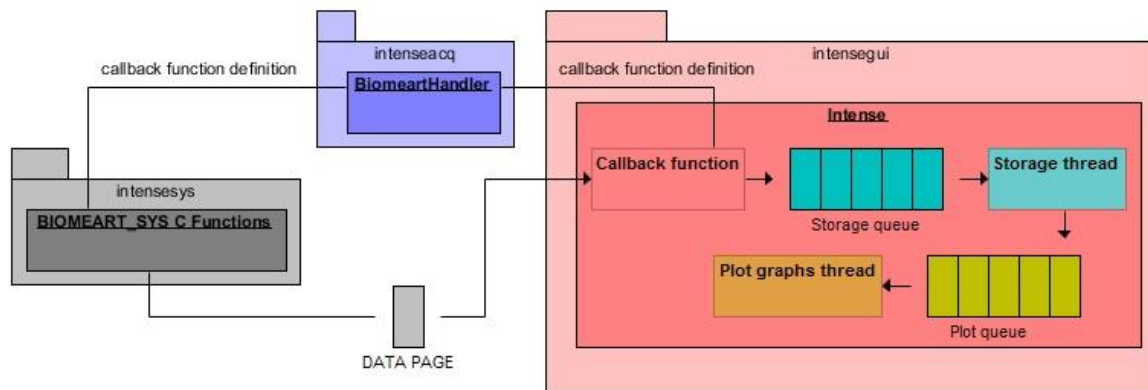 intenseacq
intensegui
callback function definition
callback function definition
BiomeartHandler
Intense
Callback function
Storage thread
intensesys
BIOMEART_SYS C Functions
Storage queue
Plot graphs thread
Plot queue
DATA PAGE